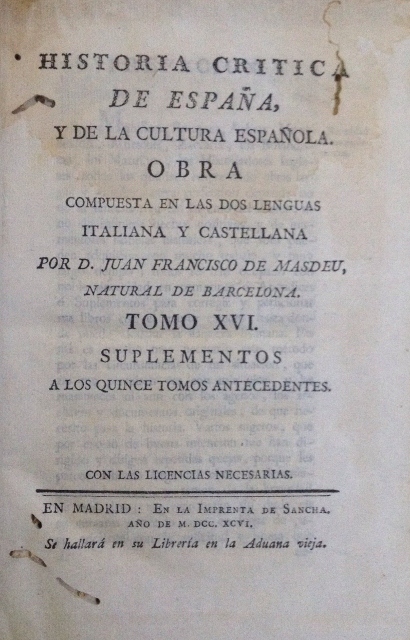 HISTORIA CRITICA
DE ESPAÑA,
Y DE LA CULTURA ESPAÑOLA.
OBRA
COMPUESTA EN LAS DOS LENGUAS
ITALIANA Y CASTELLANA
POR D. JUAN FRANCISCO DE MASDEU,
NATURAL DE BARCELONA.
TOMO XVI.
SUPLEMENTOS
A LOS QUINCE TOMOS ANTECEDENTES.
CON LAS LICENCIAS NECESARIAS.
EN MADRID : EN LA IMPRENTA DE SANCHA.
AÑO DE M. DCC. XCVI.
Se hallará en su Librería en la Aduana vieja.